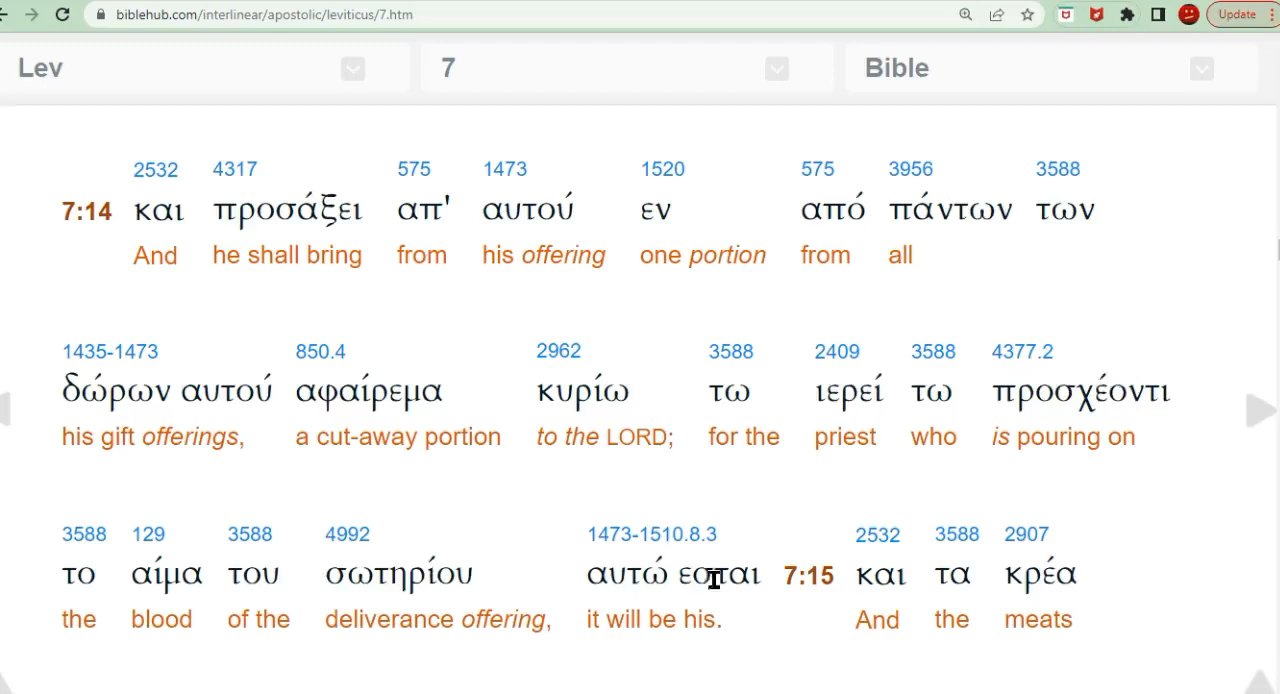 biblehub.com/interlinear/apostolic/leviticus/7.htm Update
Lev 7 Bible
2532 4317 575 1473 1520 575 3956 3588
7:14 και προσάξει απ' αυτού εν από πάντων των
And he shall bring from his offering one portion from all
1435-1473 850.4 2962 3588 2409 3588 4377.2
δώρων αυτού αφαίρεμα κυρίω τω ιερεί τω προσχέοντι
his gift offerings, a cut-away portion to the LORD; for the priest who is pouring on
3588 129 3588 4992 1473-1510.8.3 2532 3588 2907
το αίμα του σωτηρίου αυτώ εσται 7:15 και τα κρέα
the blood of the deliverance offering, it will be his. And the meats